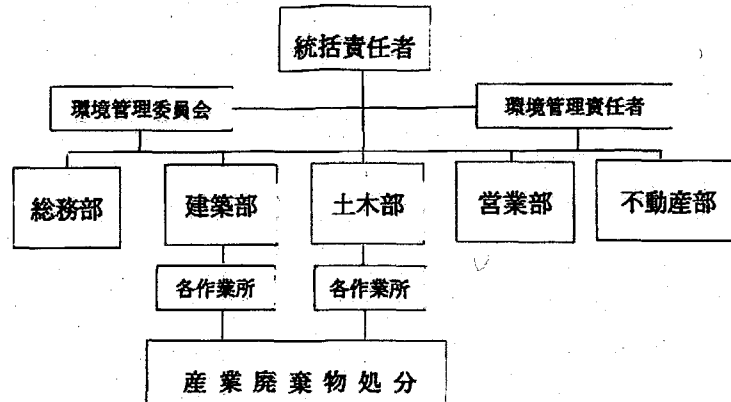 統括責任者
環境管理委員会
環境管理責任者
総務部
建築部
土木部
営業部
不動産部
各作業所
各作業所
産業廃棄物処分